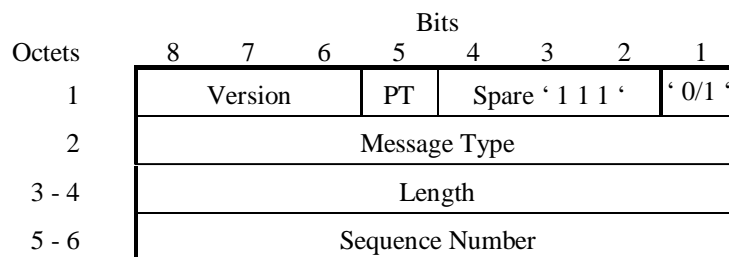 Bits
Octets 8 7 6 5 4 3 2 1
1 Version PT Spare ‘ 1 1 1 ‘ ‘ 0/1 ‘
2 Message Type
3 - 4 Length
5 - 6 Sequence Number